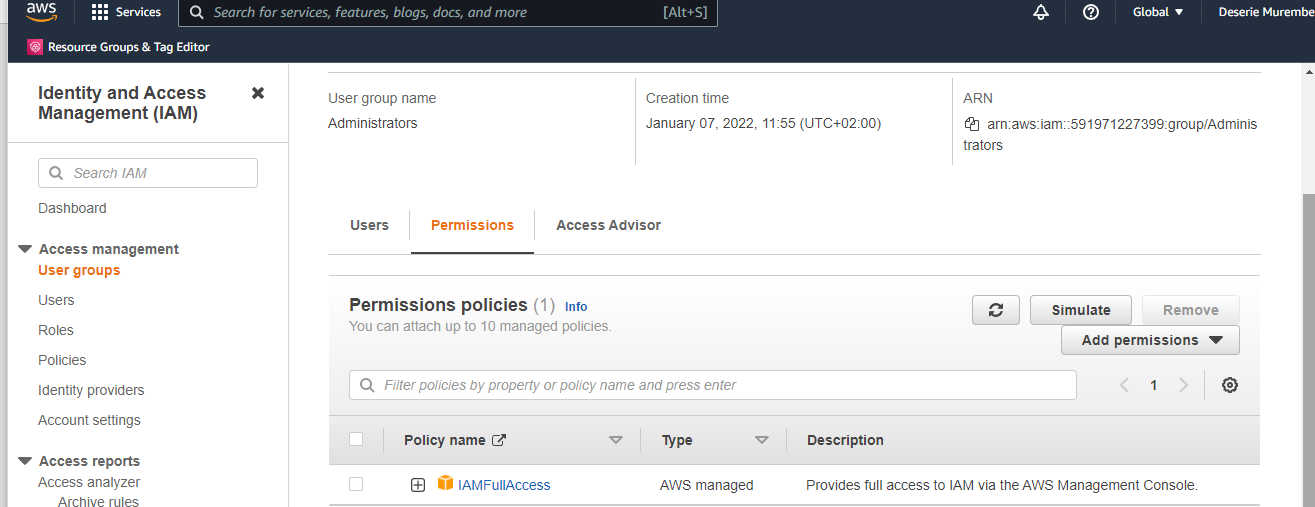 aws
Services
Search for services, features, blogs, docs, and more
[Alt+S]
Global
Deserie Murembe
Resource Groups & Tag Editor
Identity and Access
Management (IAM)
Search IAM
Dashboard
Access management
User groups
Users
Roles
Policies
Identity providers
Account settings
Access reports
Access analyzer
Archive rules
User group name
Administrators
Creation time
January 07, 2022, 11:55 (UTC+02:00)
ARN
arn:aws:iam::591971227399:group/Adminis
trators
Users
Permissions
Access Advisor
Permissions policies (1) Info
You can attach up to 10 managed policies.
Simulate
Remove
Add permissions
Filter policies by property or policy name and press enter
1
Policy name
Type
Description
IAMFullAccess
AWS managed
Provides full access to IAM via the AWS Management Console.